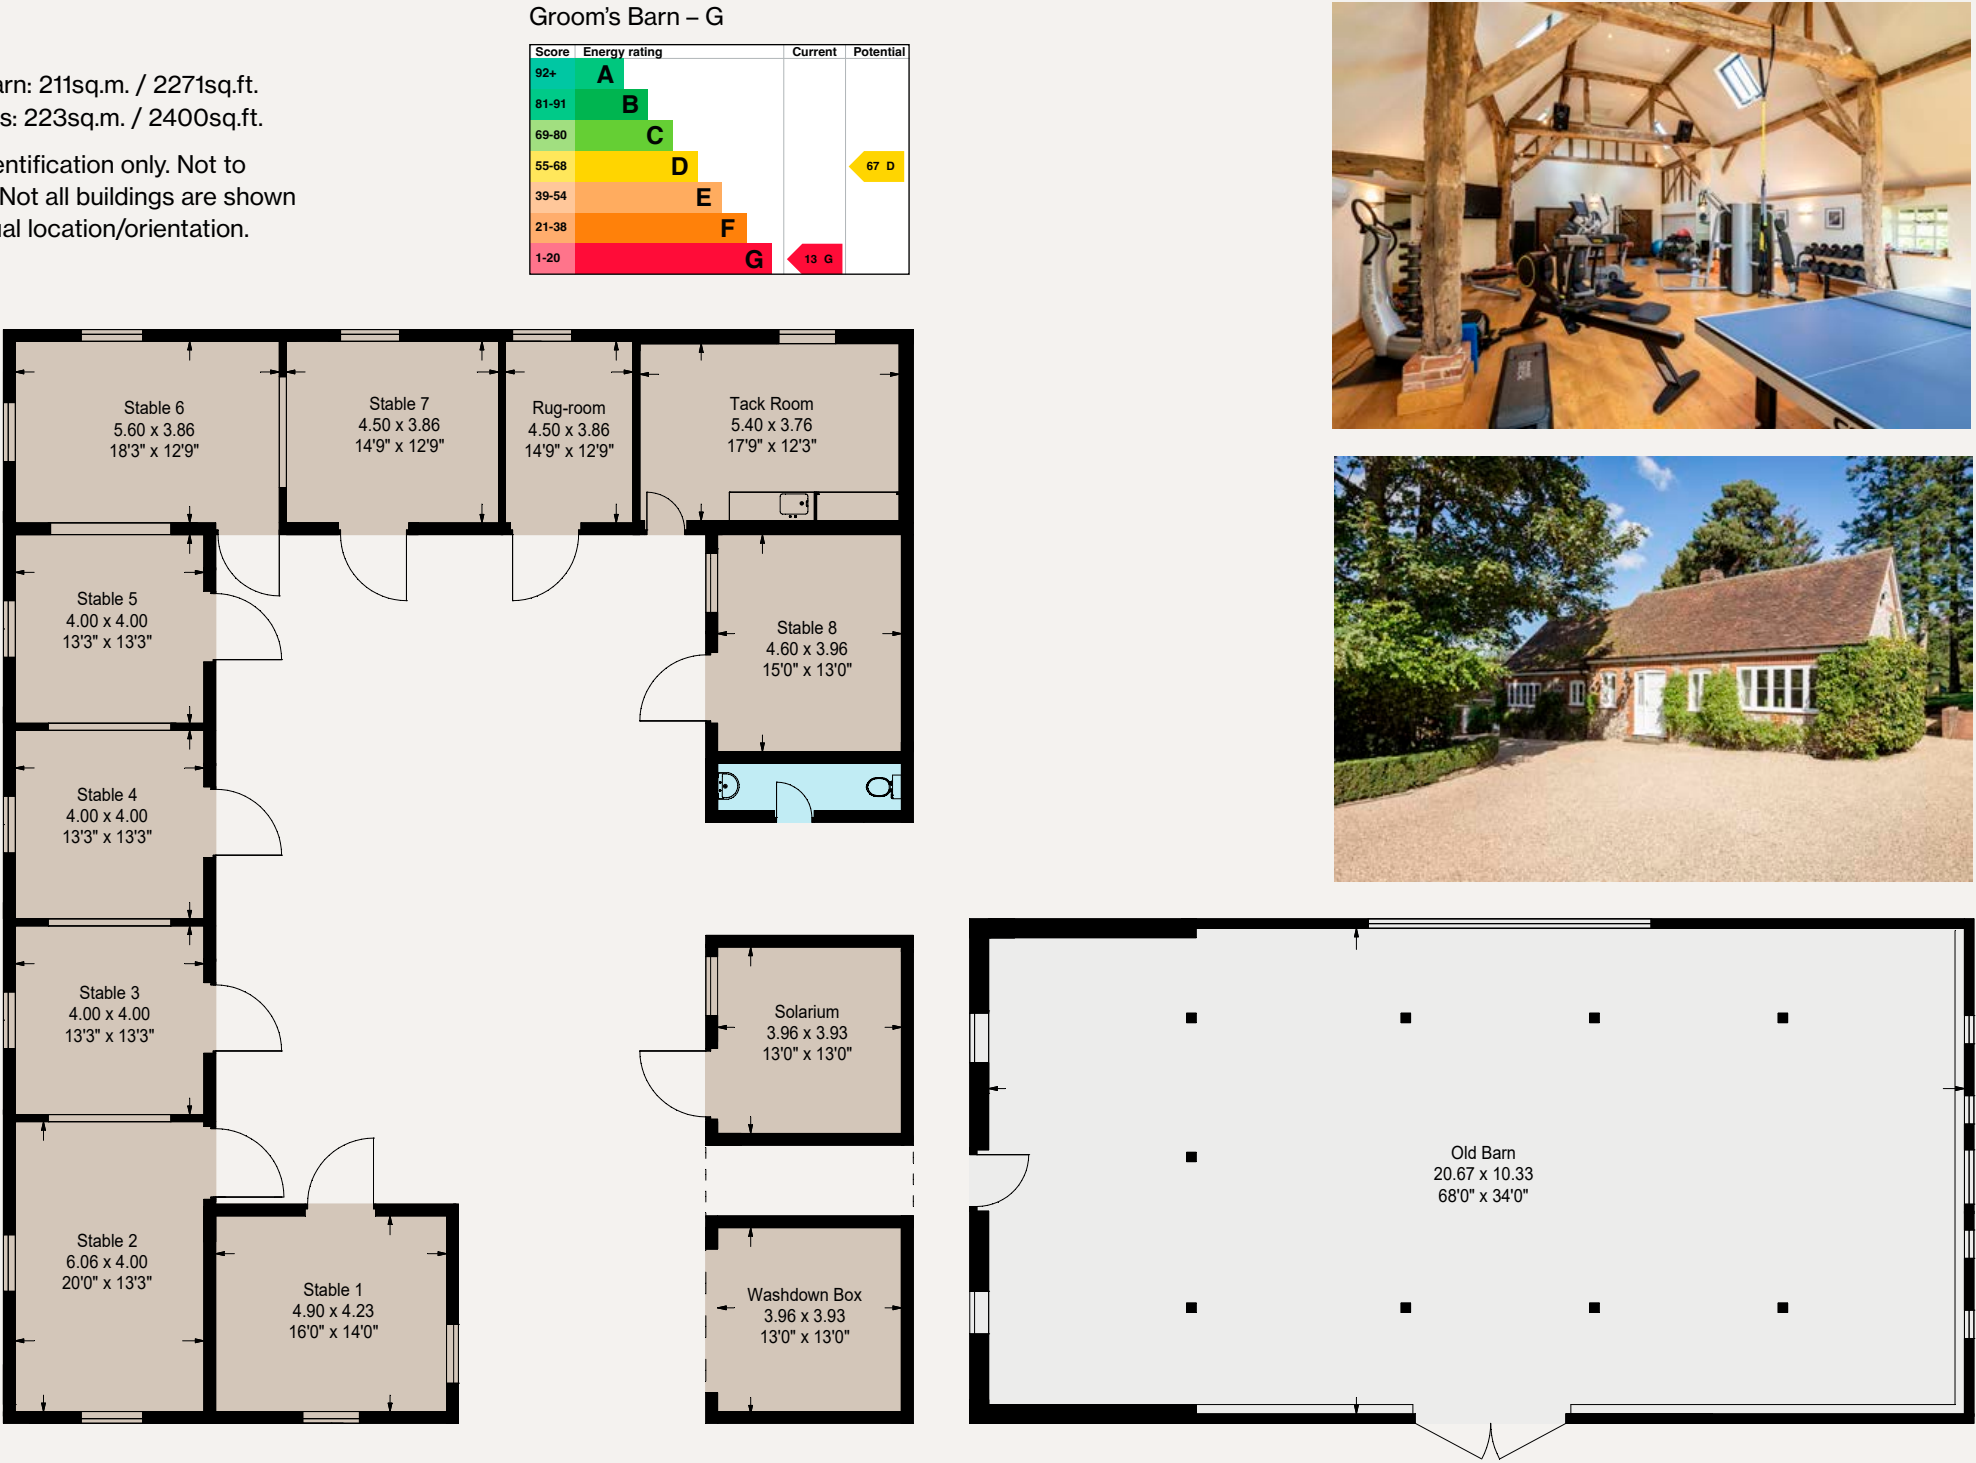 arn: 211sq.m. / 2271sq.ft.
s: 223sq.m. / 2400sq.ft.
entification only. Not to
Not all buildings are shown
ual location/orientation.
Groom's Barn – G
Score Energy rating Current Potential
92+ A
81-91 B
69-80 C
55-68 D 67 D
39-54 E
21-38 F
1-20 G 13 G
Stable 6
5.60 x 3.86
18'3" x 12'9"
Stable 7
4.50 x 3.86
14'9" x 12'9"
Rug-room
4.50 x 3.86
14'9" x 12'9"
Tack Room
5.40 x 3.76
17'9" x 12'3"
Stable 5
4.00 x 4.00
13'3" x 13'3"
Stable 8
4.60 x 3.96
15'0" x 13'0"
Stable 4
4.00 x 4.00
13'3" x 13'3"
Stable 3
4.00 x 4.00
13'3" x 13'3"
Solarium
3.96 x 3.93
13'0" x 13'0"
Stable 2
6.06 x 4.00
20'0" x 13'3"
Stable 1
4.90 x 4.23
16'0" x 14'0"
Washdown Box
3.96 x 3.93
13'0" x 13'0"
Old Barn
20.67 x 10.33
68'0" x 34'0"